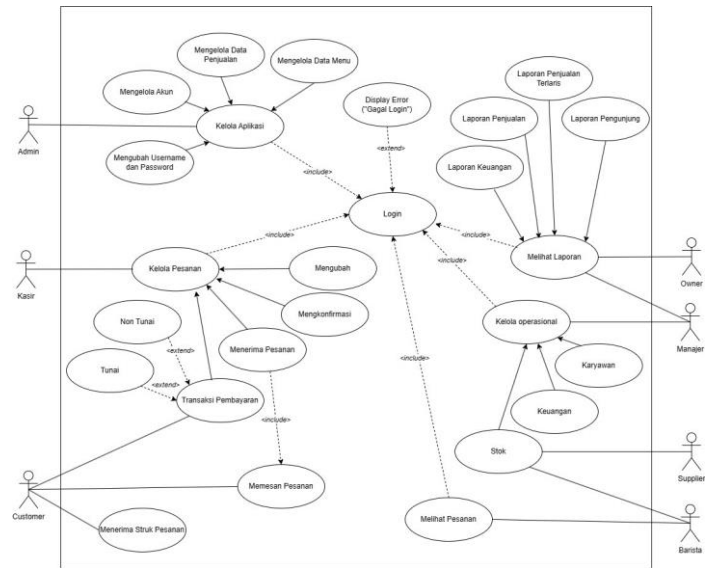 Mengelola Data
Penjualan
Mengelola Data Menu
Mengelola Akun
Kelola Aplikasi
Mengubah Username
dan Password
Admin
Display Error
("Gagal Login")
Laporan Penjualan
Terlaris
Laporan Penjualan
Laporan Pengunjung
Laporan Keuangan
<extend>
<include>
Login
<include>
<include>
Melihat Laporan
Owner
Kasir
Kelola Pesanan
Mengubah
Mengkonfirmasi
<include>
Kelola operasional
Manajer
Non Tunai
Menerima Pesanan
<extend>
<include>
Karyawan
Tunai
<extend>
Transaksi Pembayaran
<include>
Keuangan
Stok
Supplier
Customer
Memesan Pesanan
Menerima Struk Pesanan
Melihat Pesanan
Barista